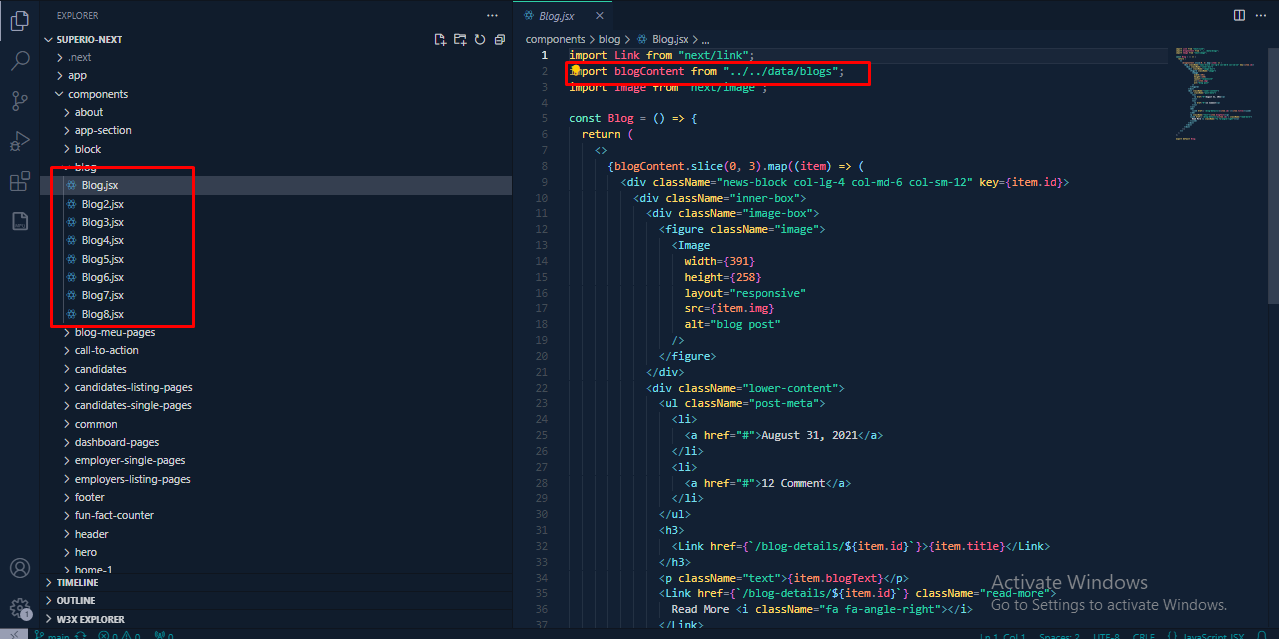 EXPLORER
SUPERIO-NEXT
.next
app
components
about
app-section
block
blog
Blog.jsx
Blog2.jsx
Blog3.jsx
Blog4.jsx
Blog5.jsx
Blog6.jsx
Blog7.jsx
Blog8.jsx
blog-meu-pages
call-to-action
candidates
candidates-listing-pages
candidates-single-pages
common
dashboard-pages
employer-single-pages
employers-listing-pages
footer
fun-fact-counter
header
hero
home-1
TIMELINE
OUTLINE
W3X EXPLORER
1
main 0 0 0
Blog.jsx
components > blog > Blog.jsx > ...
1 import Link from "next/link";
2 import blogContent from "../../data/blogs";
3 import Image from "next/image";
4
5 const Blog = () => {
6 return (
7 <>
8 {blogContent.slice(0, 3).map((item) => (
9 <div className="news-block col-lg-4 col-md-6 col-sm-12" key={item.id}>
10 <div className="inner-box">
11 <div className="image-box">
12 <figure className="image">
13 <Image
14 width={391}
15 height={258}
16 layout="responsive"
17 src={item.img}
18 alt="blog post"
19 />
20 </figure>
21 </div>
22 <div className="lower-content">
23 <ul className="post-meta">
24 <li>
25 <a href="#">August 31, 2021</a>
26 </li>
27 <li>
28 <a href="#">12 Comment</a>
29 </li>
30 </ul>
31 <h3>
32 <Link href={`/blog-details/${item.id}`}>{item.title}</Link>
33 </h3>
34 <p className="text">{item.blogText}</p>
35 <Link href={`/blog-details/${item.id}`} className="read-more">
36 Read More <i className="fa fa-angle-right"></i>
37 </Link>
Activate Windows
Go to Settings to activate Windows.
Ln 1, Col 1 Spaces: 2 UTF-8 CRLF {} JavaScript JSX